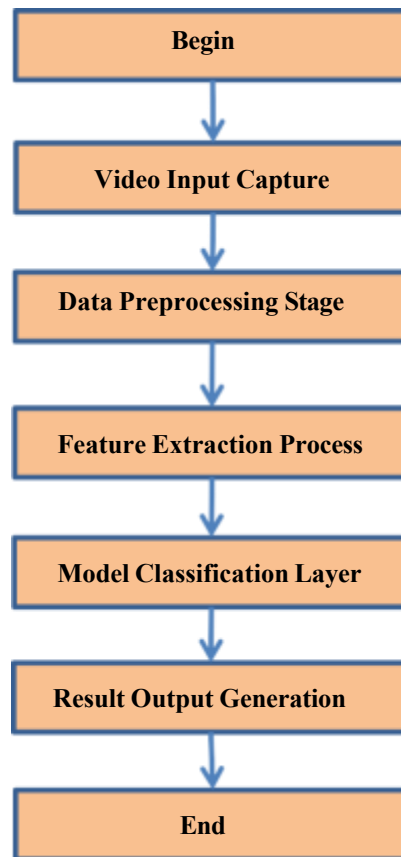 Begin
Video Input Capture
Data Preprocessing Stage
Feature Extraction Process
Model Classification Layer
Result Output Generation
End